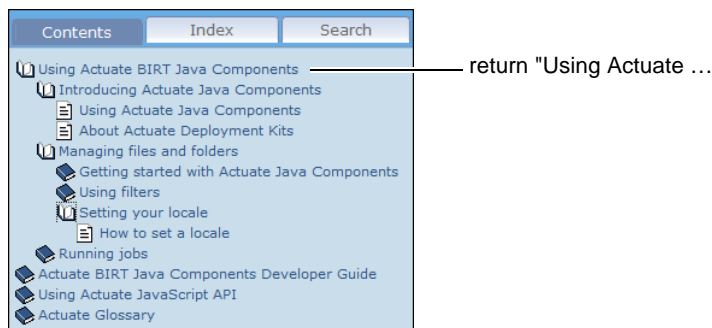 Contents Index Search
Using Actuate BIRT Java Components return "Using Actuate …
Introducing Actuate Java Components
Using Actuate Java Components
About Actuate Deployment Kits
Managing files and folders
Getting started with Actuate Java Components
Using filters
Setting your locale
How to set a locale
Running jobs
Actuate BIRT Java Components Developer Guide
Using Actuate JavaScript API
Actuate Glossary